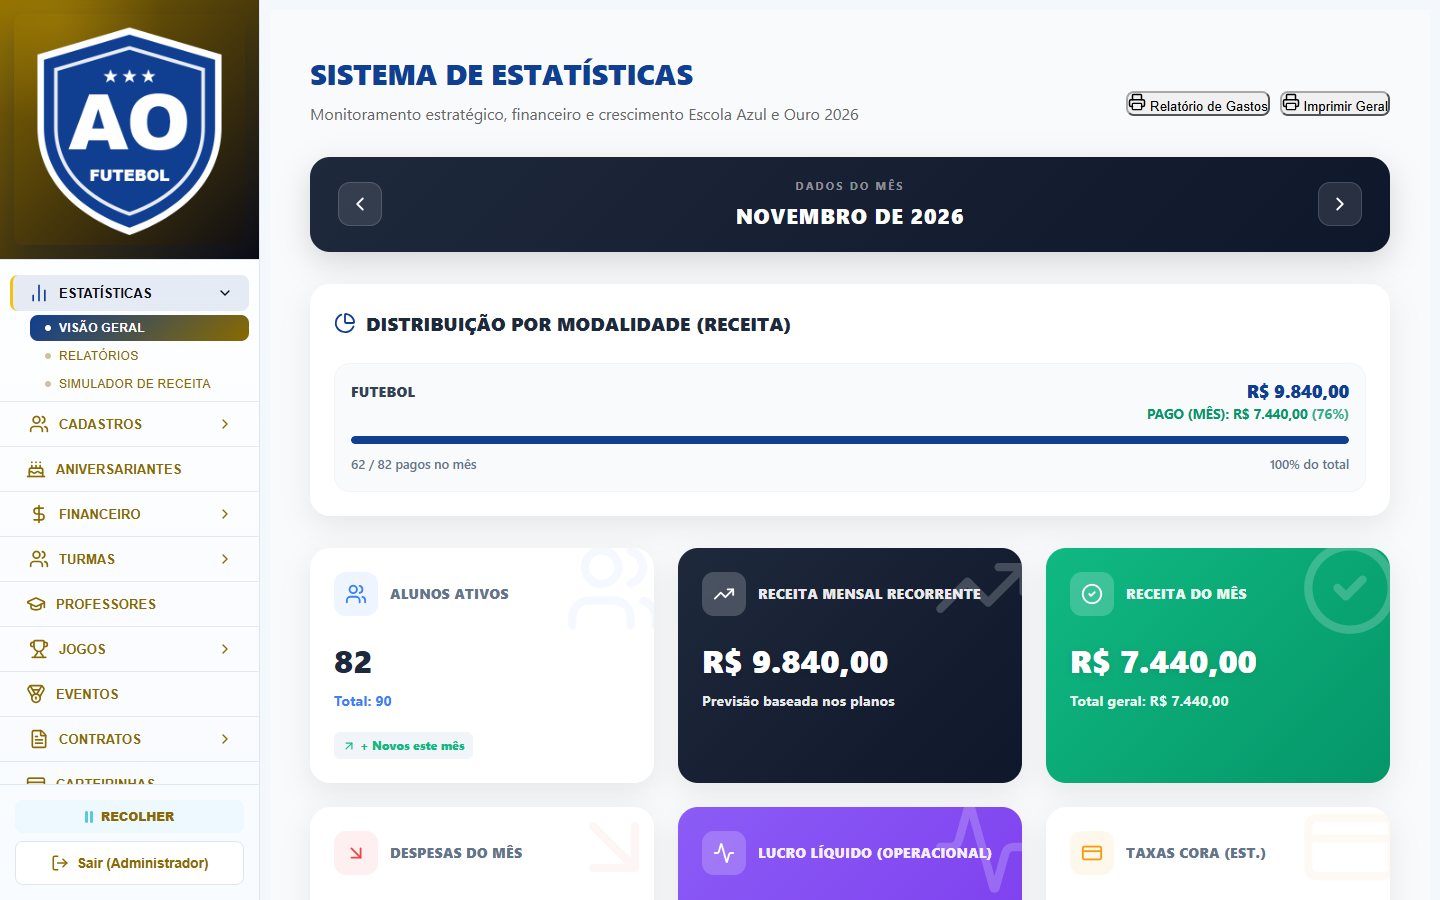 AO
FUTEBOL
ESTATÍSTICAS
VISÃO GERAL
RELATÓRIOS
SIMULADOR DE RECEITA
CADASTROS
ANIVERSARIANTES
FINANCEIRO
TURMAS
PROFESSORES
JOGOS
EVENTOS
CONTRATOS
CARTEIRINHAS
RECOLHER
Sair (Administrador)
SISTEMA DE ESTATÍSTICAS
Monitoramento estratégico, financeiro e crescimento Escola Azul e Ouro 2026
Relatório de Gastos
Imprimir Geral
DADOS DO MÊS
NOVEMBRO DE 2026
DISTRIBUIÇÃO POR MODALIDADE (RECEITA)
FUTEBOL
R$ 9.840,00
PAGO (MÊS): R$ 7.440,00 (76%)
62 / 82 pagos no mês
100% do total
ALUNOS ATIVOS
82
Total: 90
+ Novos este mês
RECEITA MENSAL RECORRENTE
R$ 9.840,00
Previsão baseada nos planos
RECEITA DO MÊS
R$ 7.440,00
Total geral: R$ 7.440,00
DESPESAS DO MÊS
LUCRO LÍQUIDO (OPERACIONAL)
TAXAS CORA (EST.)